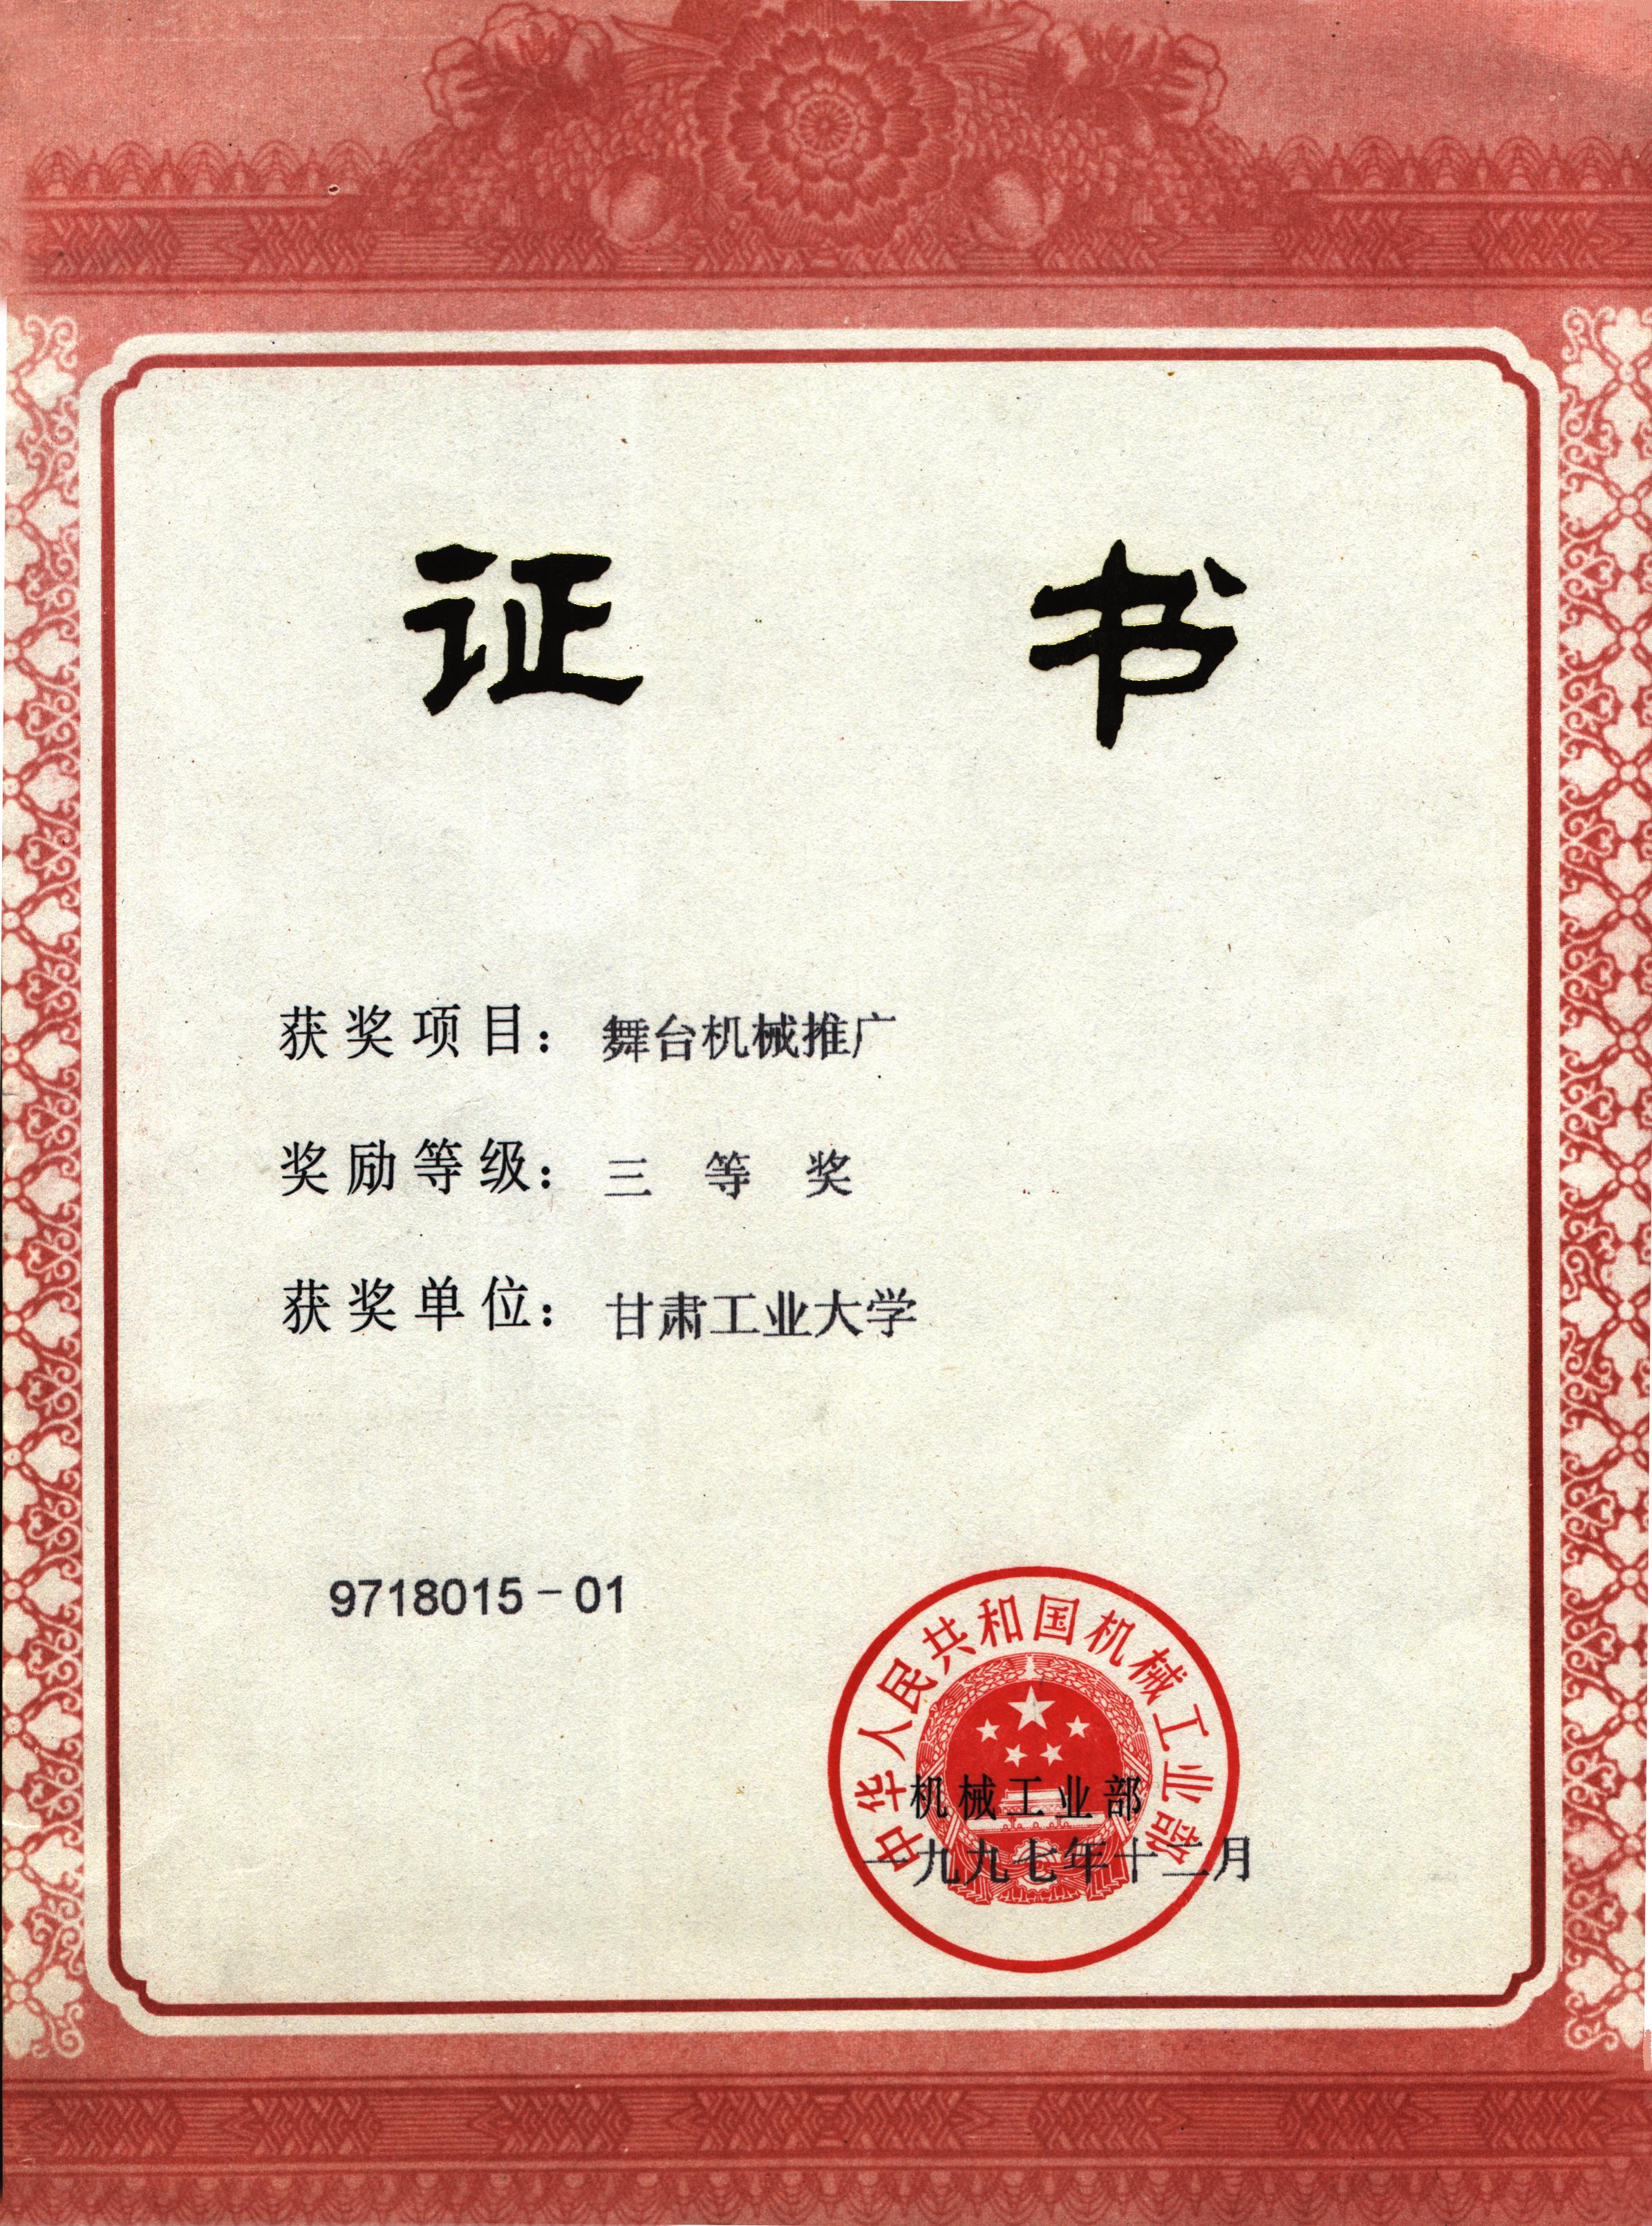 证书
获奖项目：舞台机械推广
奖励等级：三等奖
获奖单位：甘肃工业大学
9718015-01
中华人民共和国机械工业部
机械工业部
一九九七年十二月